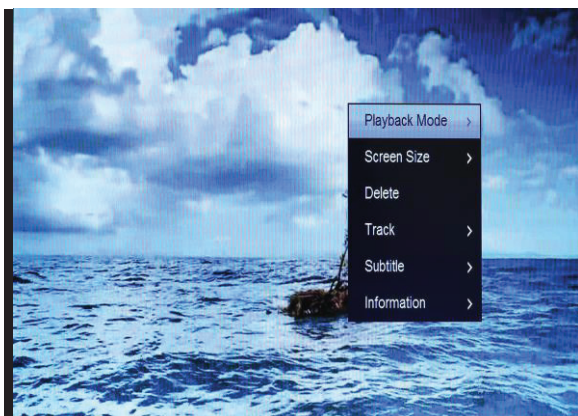 Playback Mode
Screen Size
Delete
Track
Subtitle
Information